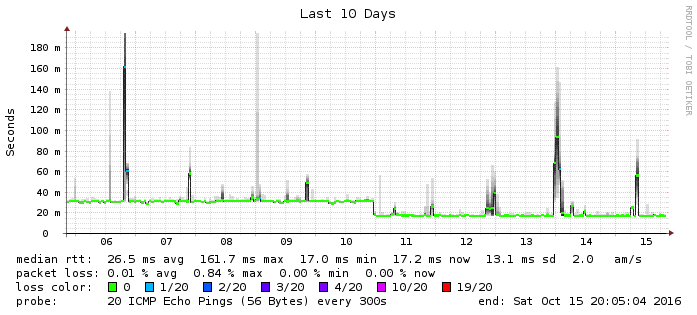 Last 10 Days
RRDTOOL / TOBI OETIKER
Seconds
180 m
160 m
140 m
120 m
100 m
80 m
60 m
40 m
20 m
0
06 07 08 09 10 11 12 13 14 15
median rtt: 26.5 ms avg 161.7 ms max 17.0 ms min 17.2 ms now 13.1 ms sd 2.0 am/s
packet loss: 0.01 % avg 0.84 % max 0.00 % min 0.00 % now
loss color: 0 1/20 2/20 3/20 4/20 10/20 19/20
probe: 20 ICMP Echo Pings (56 Bytes) every 300s end: Sat Oct 15 20:05:04 2016